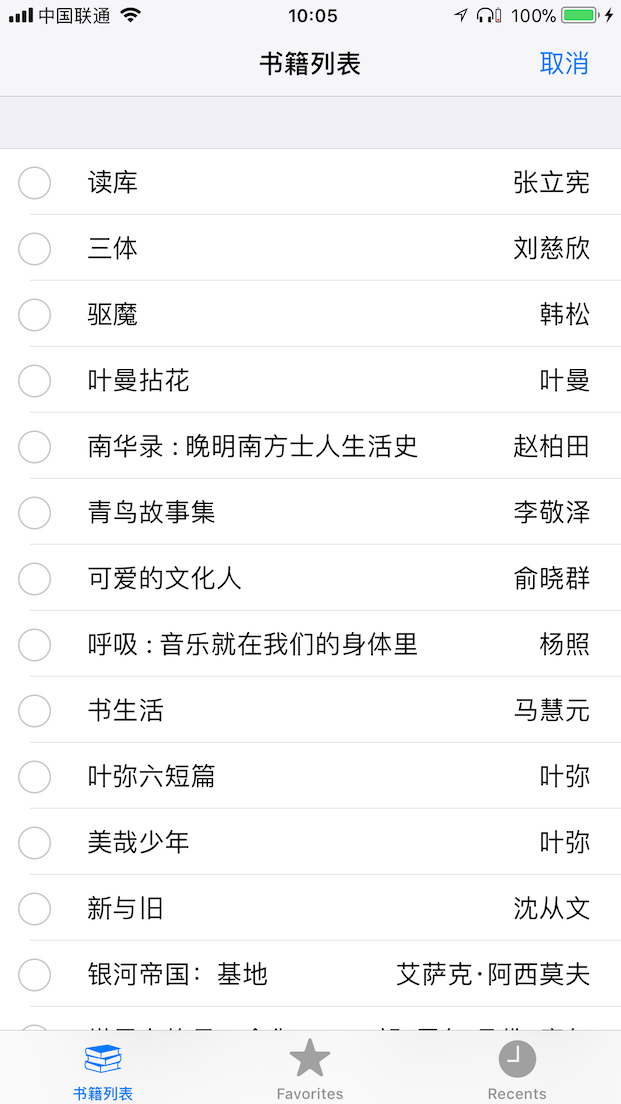 中国联通 10:05 100%
书籍列表 取消
读库 张立宪
三体 刘慈欣
驱魔 韩松
叶曼拈花 叶曼
南华录 : 晚明南方士人生活史 赵柏田
青鸟故事集 李敬泽
可爱的文化人 俞晓群
呼吸 : 音乐就在我们的身体里 杨照
书生活 马慧元
叶弥六短篇 叶弥
美哉少年 叶弥
新与旧 沈从文
银河帝国：基地 艾萨克·阿西莫夫
书籍列表 Favorites Recents